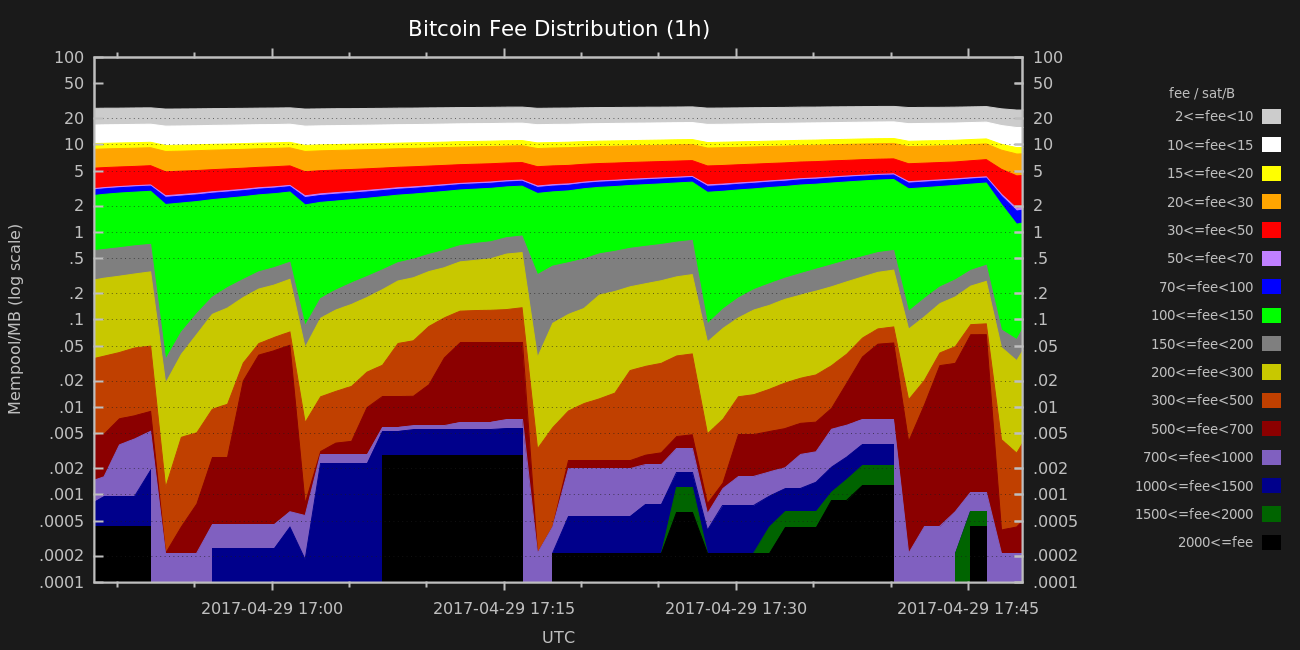 Bitcoin Fee Distribution (1h)
Mempool/MB (log scale)
100
50
20
10
5
2
1
.5
.2
.1
.05
.02
.01
.005
.002
.001
.0005
.0002
.0001
100
50
20
10
5
2
1
.5
.2
.1
.05
.02
.01
.005
.002
.001
.0005
.0002
.0001
2017-04-29 17:00
2017-04-29 17:15
2017-04-29 17:30
2017-04-29 17:45
UTC
fee / sat/B
2<=fee<10
10<=fee<15
15<=fee<20
20<=fee<30
30<=fee<50
50<=fee<70
70<=fee<100
100<=fee<150
150<=fee<200
200<=fee<300
300<=fee<500
500<=fee<700
700<=fee<1000
1000<=fee<1500
1500<=fee<2000
2000<=fee